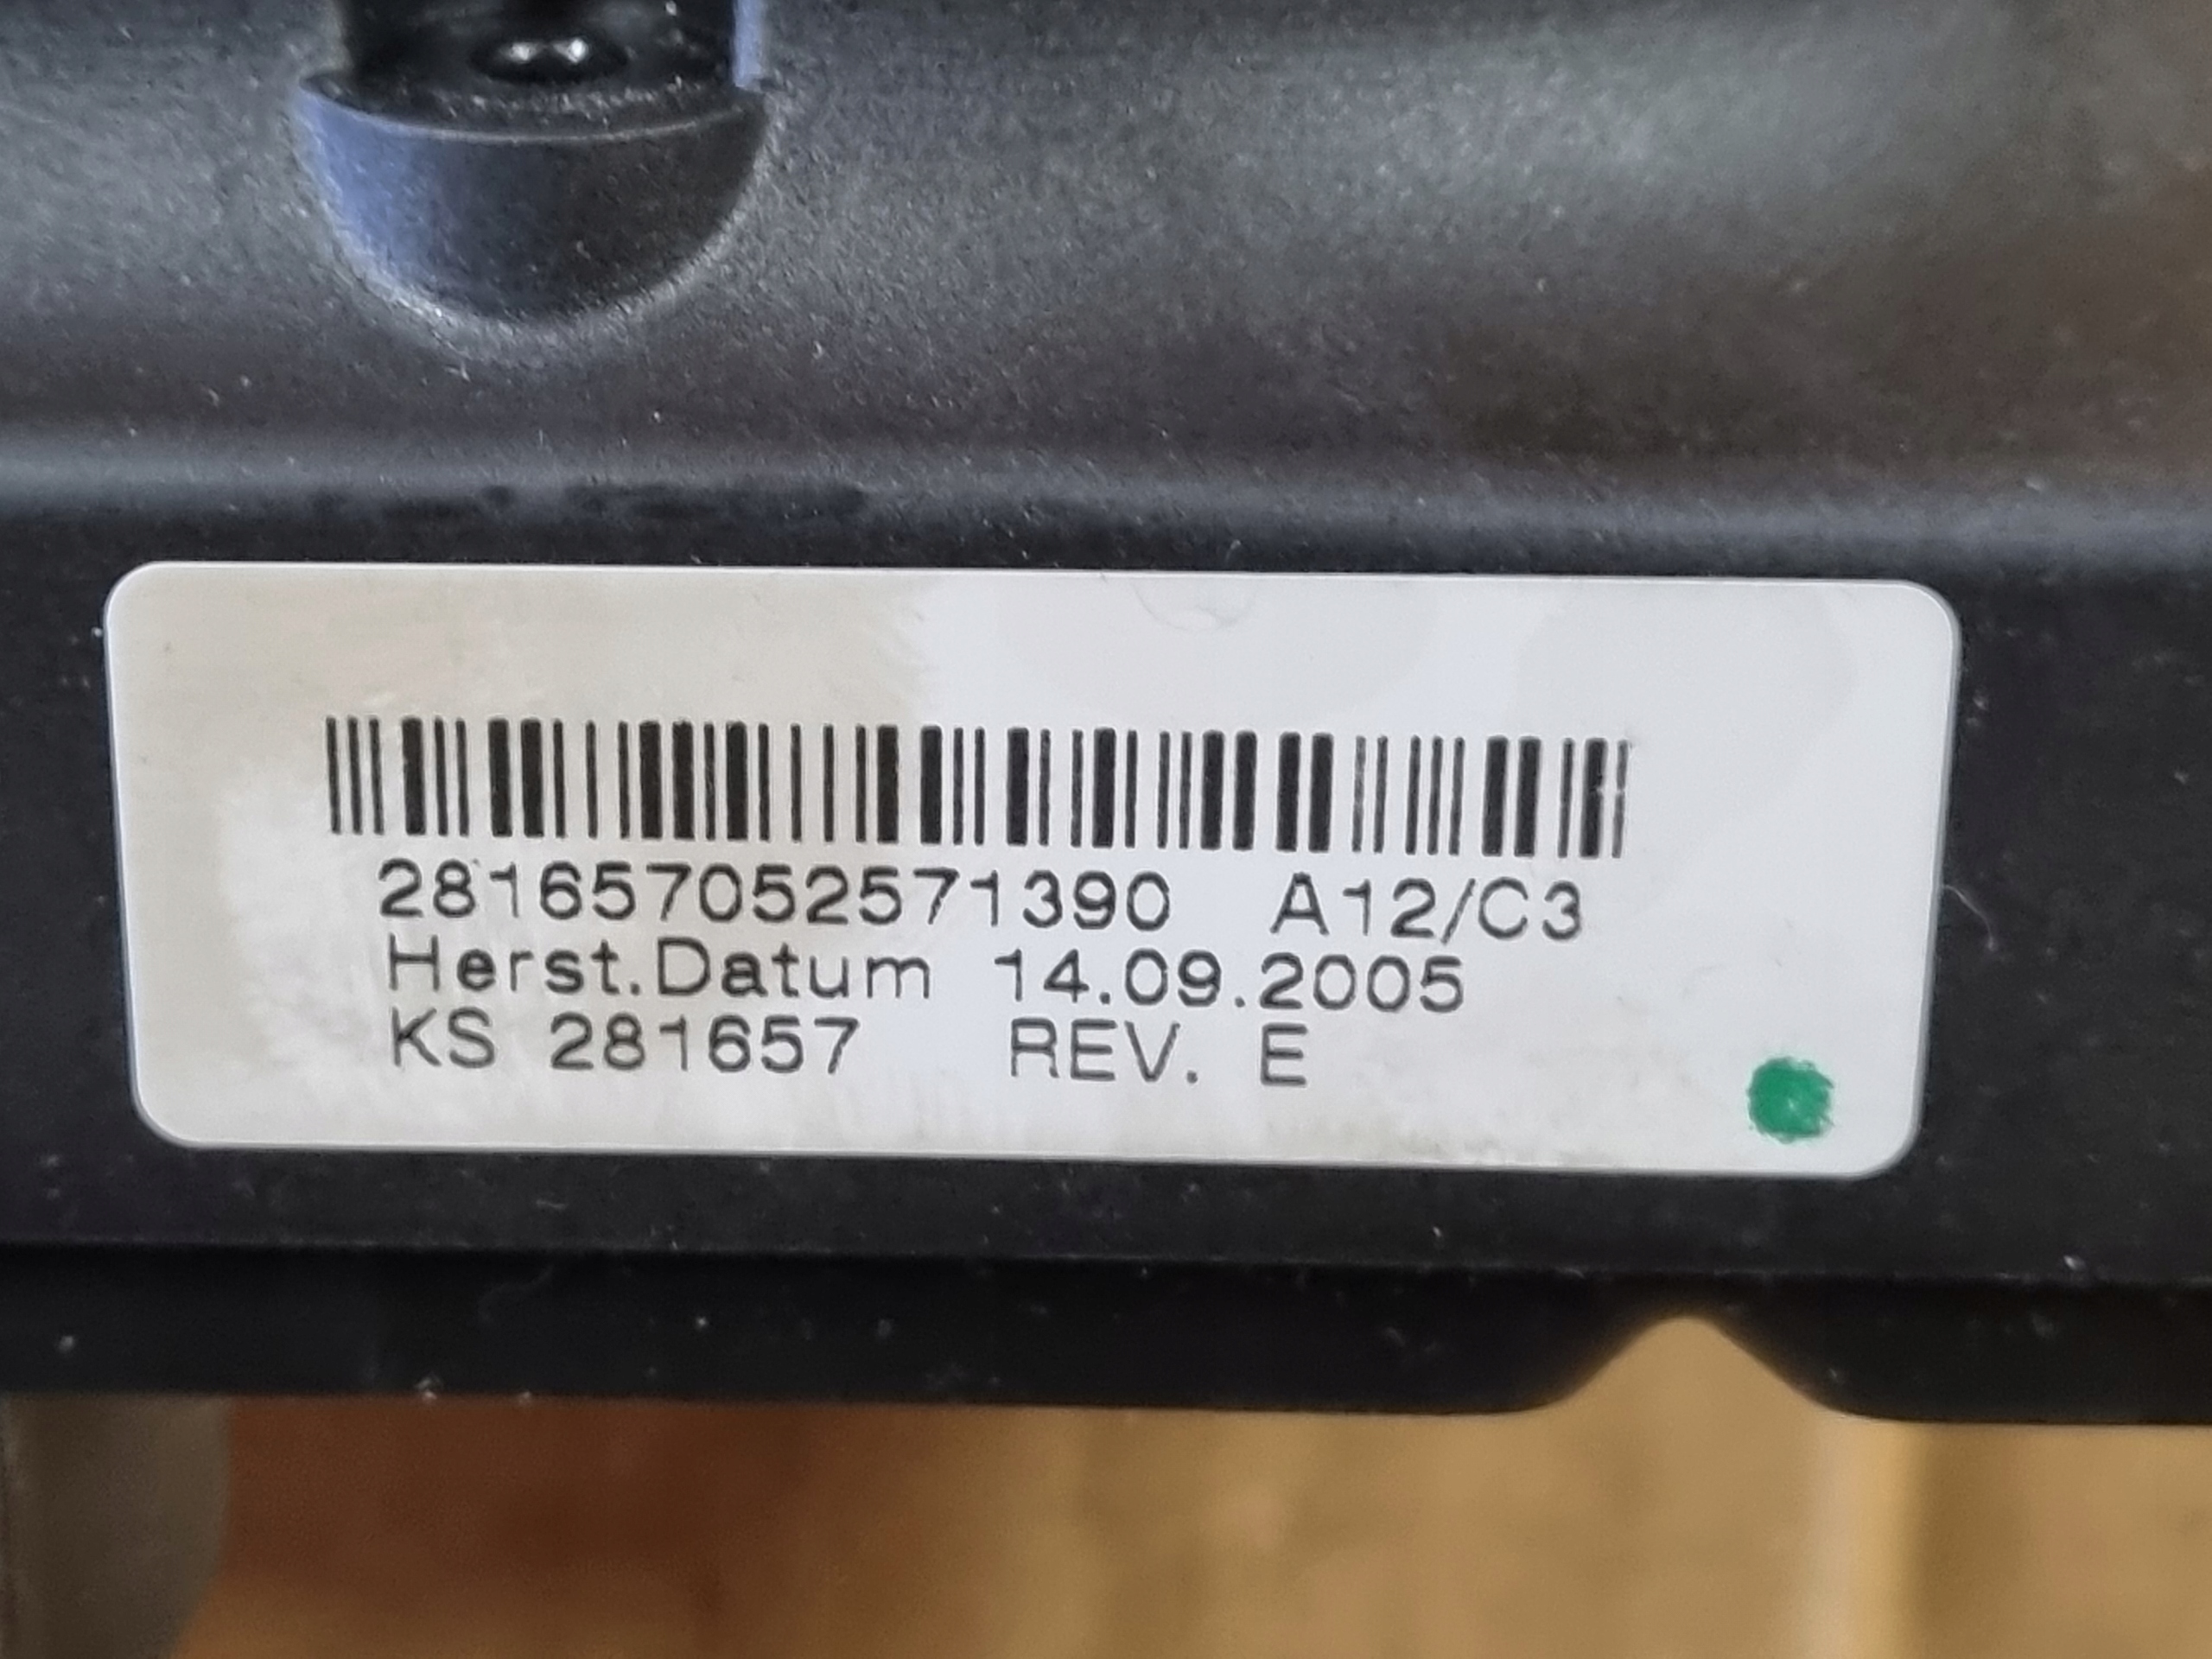 281657052571390 A12/C3
Herst.Datum 14.09.2005
KS 281657 REV. E